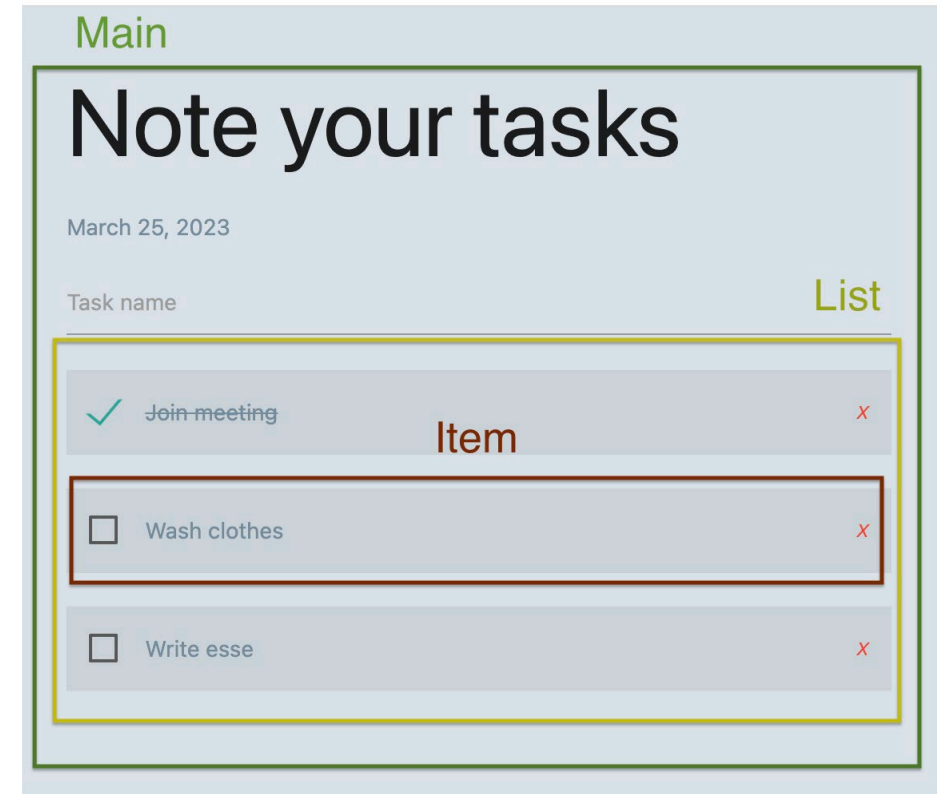 Main
Note your tasks
March 25, 2023
Task name
List
Join meeting
x
Item
Wash clothes
x
Write esse
x